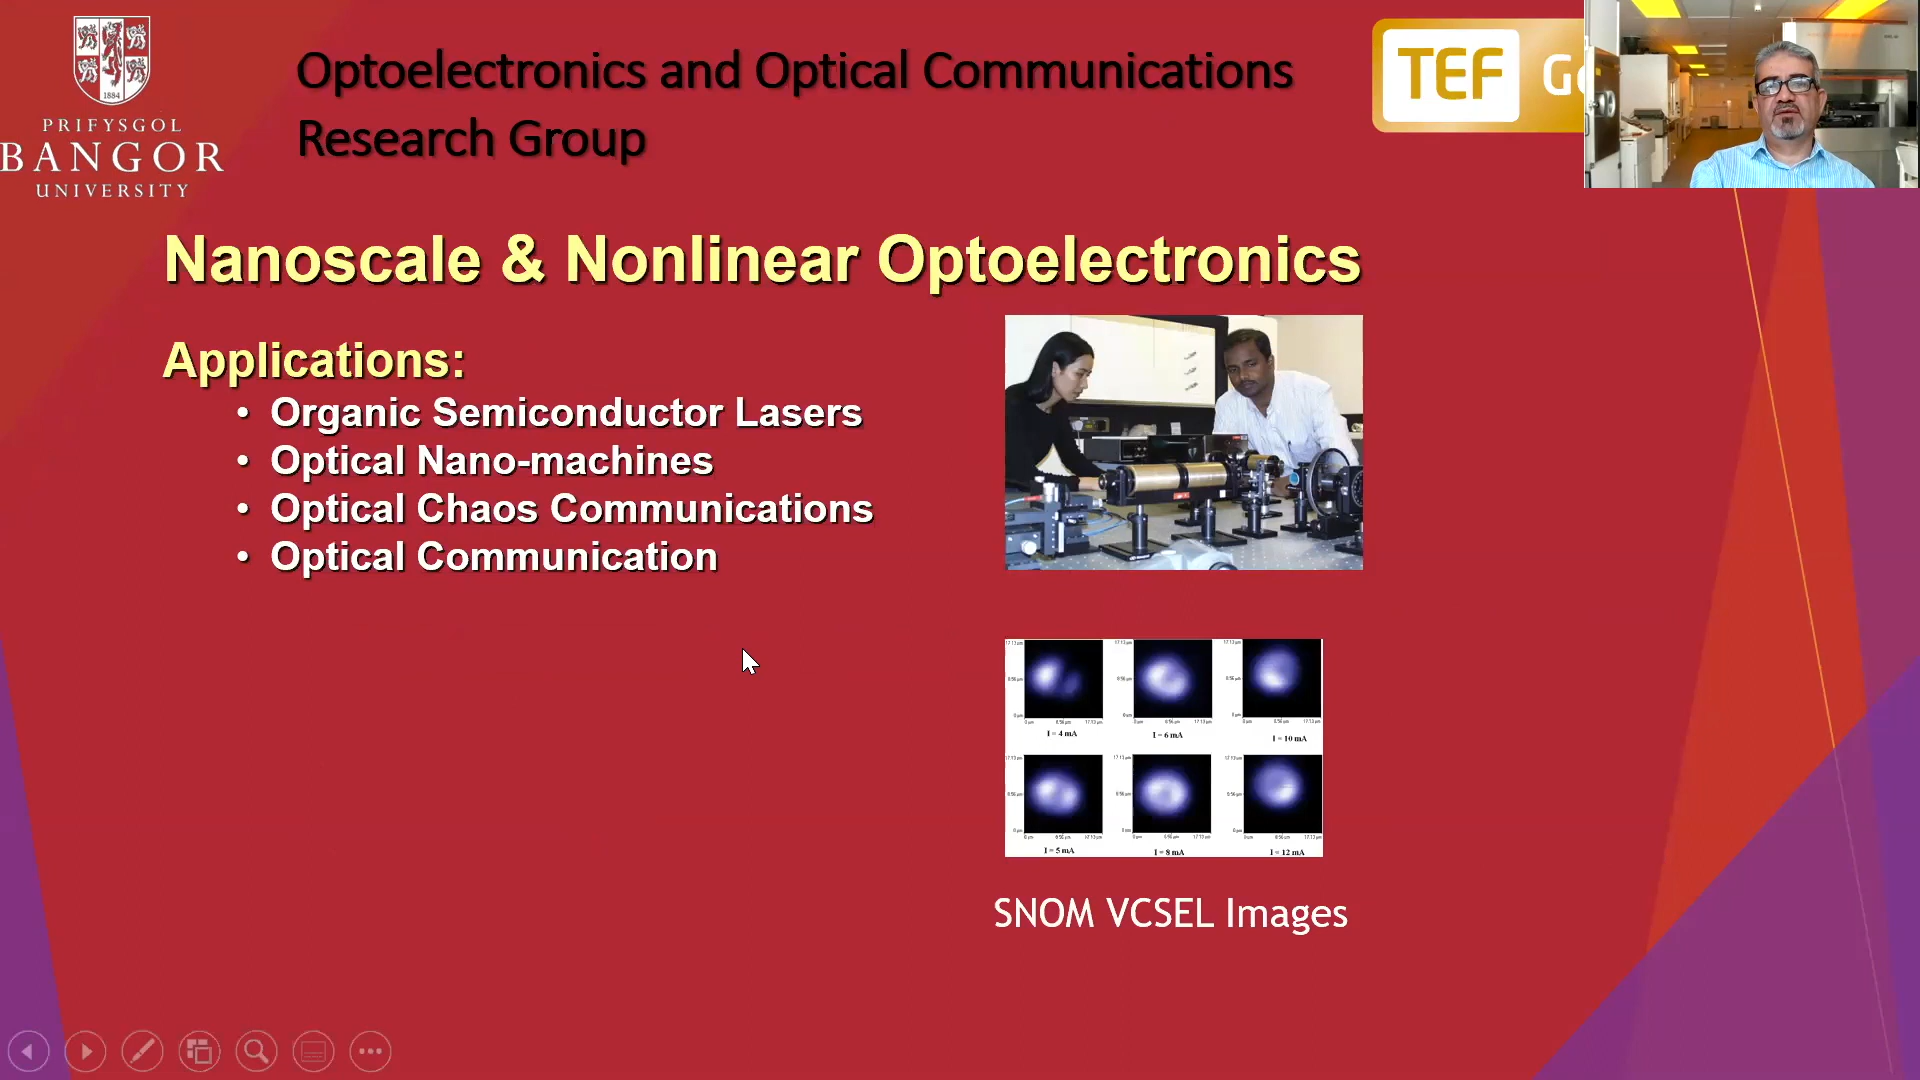 1884
PRIFYSGOL
BANGOR
UNIVERSITY
Optoelectronics and Optical Communications
Research Group
TEF
Nanoscale & Nonlinear Optoelectronics
Applications:
• Organic Semiconductor Lasers
• Optical Nano-machines
• Optical Chaos Communications
• Optical Communication
I = 4 mA
I = 6 mA
I = 10 mA
I = 5 mA
I = 8 mA
I = 12 mA
SNOM VCSEL Images